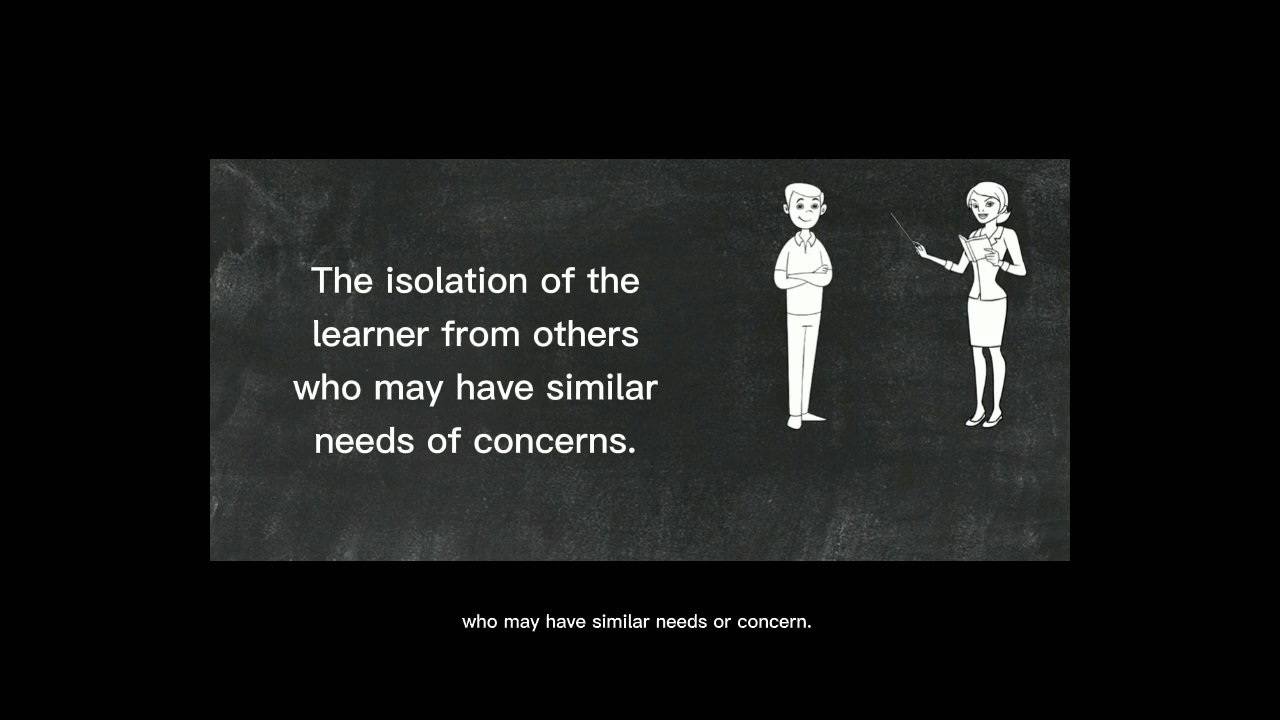 The isolation of the
learner from others
who may have similar
needs of concerns.
who may have similar needs or concern.